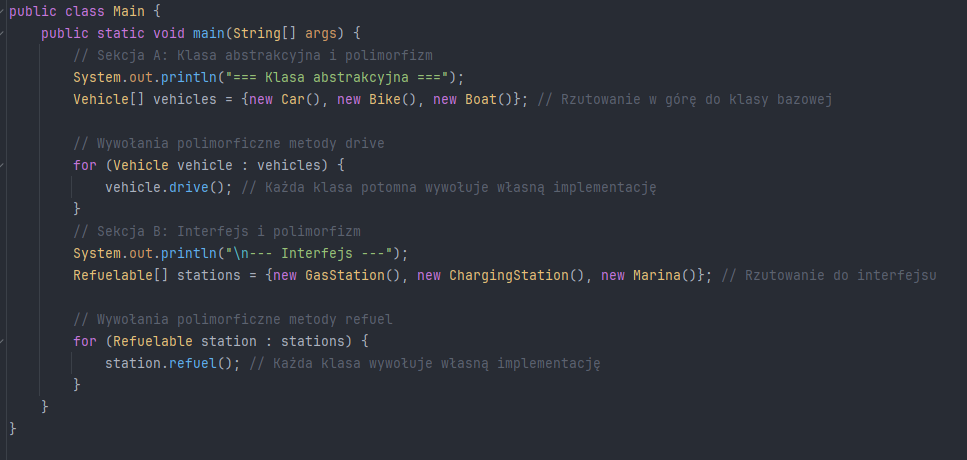 public class Main {
    public static void main(String[] args) {
        // Sekcja A: Klasa abstrakcyjna i polimorfizm
        System.out.println("=== Klasa abstrakcyjna ===");
        Vehicle[] vehicles = {new Car(), new Bike(), new Boat()}; // Rzutowanie w górę do klasy bazowej

        // Wywołania polimorficzne metody drive
        for (Vehicle vehicle : vehicles) {
            vehicle.drive(); // Każda klasa potomna wywołuje własną implementację
        }
        // Sekcja B: Interfejs i polimorfizm
        System.out.println("\n--- Interfejs ---");
        Refuelable[] stations = {new GasStation(), new ChargingStation(), new Marina()}; // Rzutowanie do interfejsu

        // Wywołania polimorficzne metody refuel
        for (Refuelable station : stations) {
            station.refuel(); // Każda klasa wywołuje własną implementację
        }
    }
}